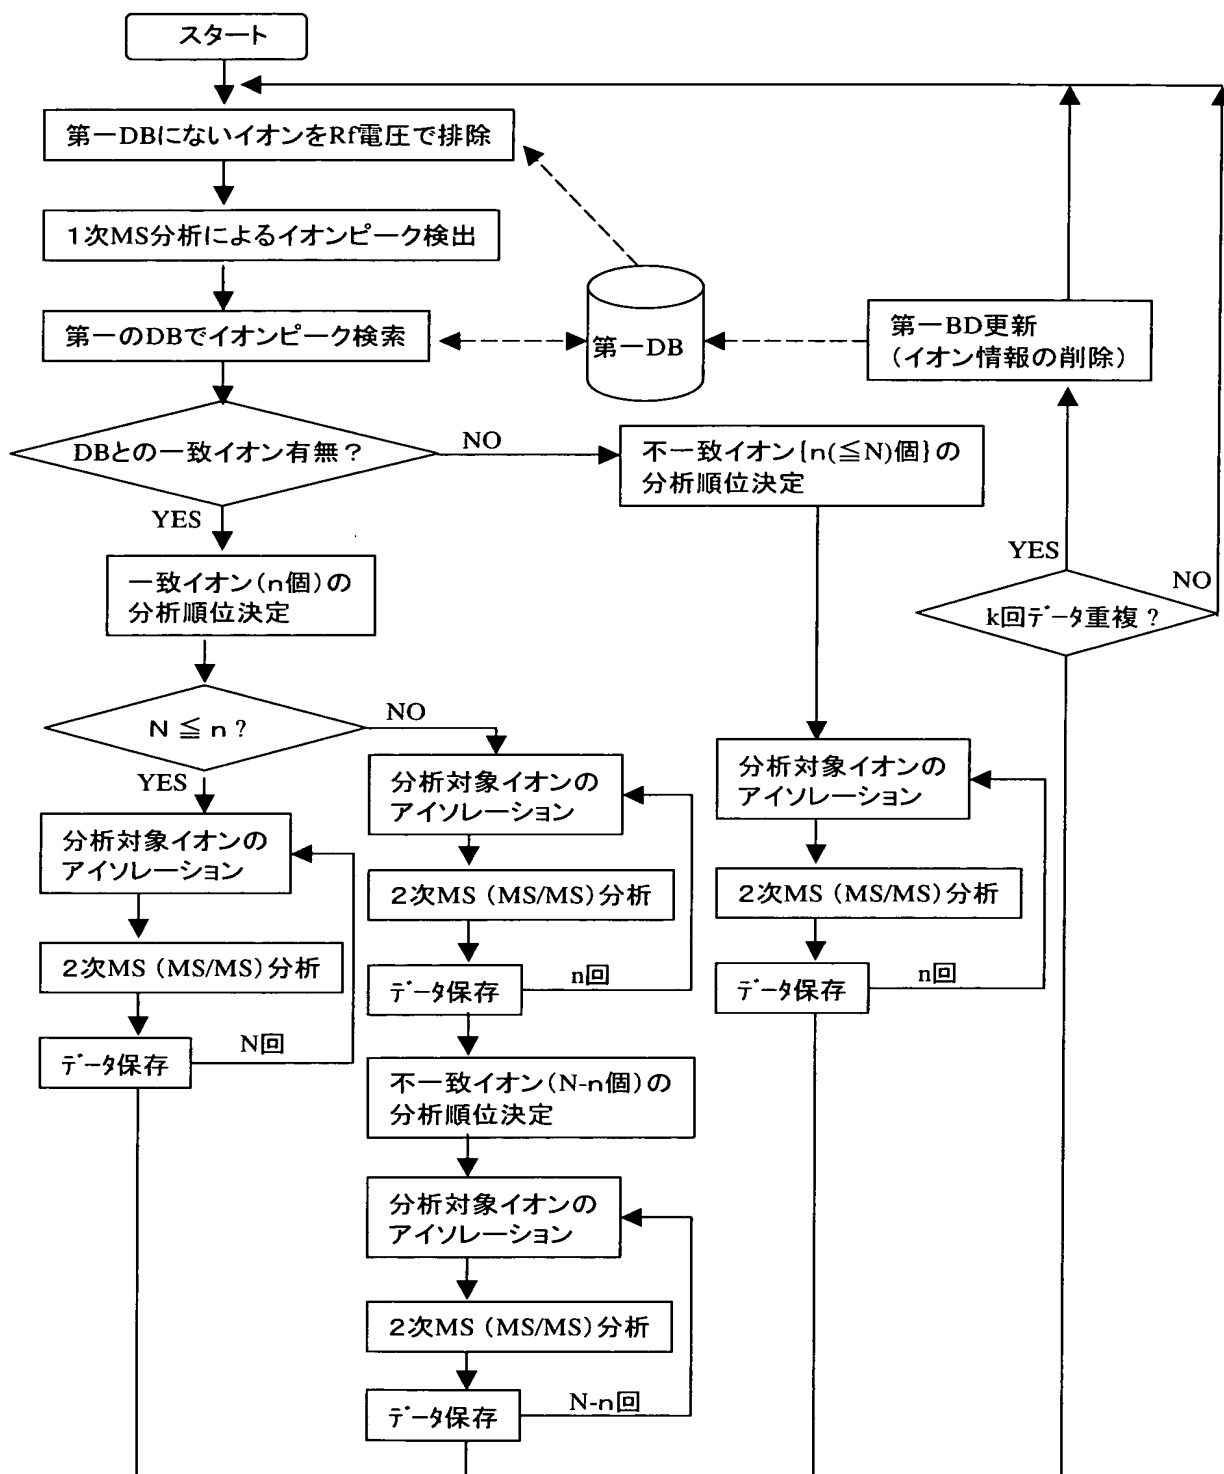 スタート
第一DBにないイオンをRf電圧で排除
1次MS分析によるイオンピーク検出
第一のDBでイオンピーク検索
第一DB
第一BD更新
(イオン情報の削除)
DBとの一致イオン有無?
NO
不一致イオン{n(≦N)個}の
分析順位決定
YES
一致イオン(n個)の
分析順位決定
YES
NO
k回データ重複?
N ≦ n?
NO
YES
分析対象イオンの
アイソレーション
2次MS (MS/MS)分析
データ保存
N回
分析対象イオンの
アイソレーション
2次MS (MS/MS)分析
データ保存
n回
不一致イオン(N-n個)の
分析順位決定
分析対象イオンの
アイソレーション
2次MS (MS/MS)分析
データ保存
N-n回
分析対象イオンの
アイソレーション
2次MS (MS/MS)分析
データ保存
n回